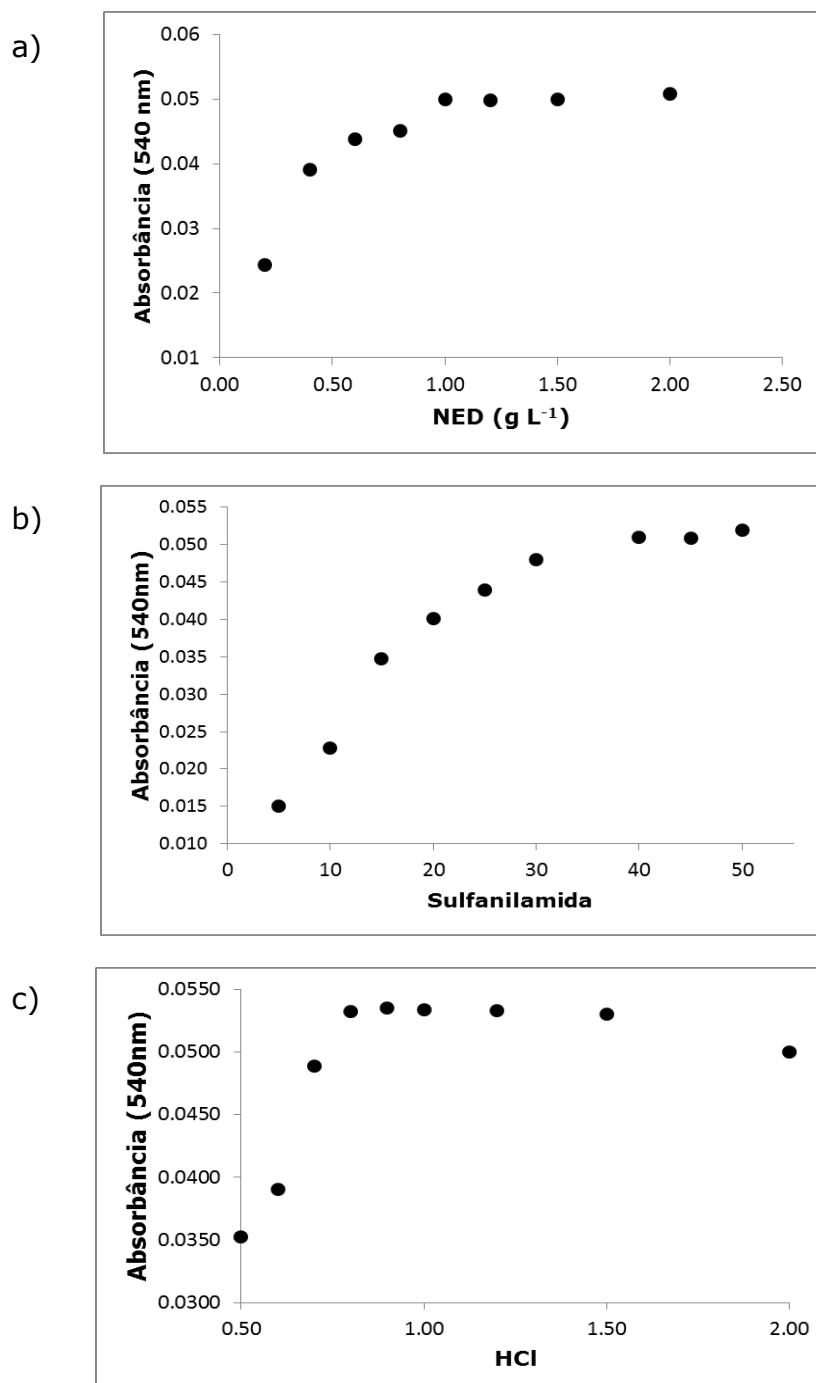 a)
0.06
0.05
0.04
0.03
0.02
0.01
Absorbância (540 nm)
0.00 0.50 1.00 1.50 2.00 2.50
NED (g L⁻¹)
b)
0.055
0.050
0.045
0.040
0.035
0.030
0.025
0.020
0.015
0.010
Absorbância (540nm)
0 10 20 30 40 50
Sulfanilamida
c)
0.0550
0.0500
0.0450
0.0400
0.0350
0.0300
Absorbância (540nm)
0.50 1.00 1.50 2.00
HCl